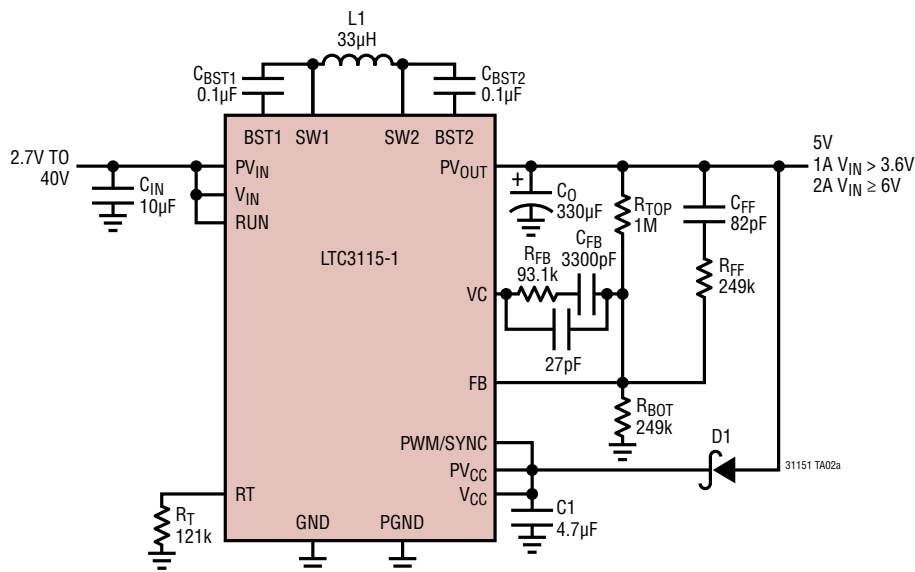 L1
33µH
CBST1
0.1µF
CBST2
0.1µF
BST1 SW1 SW2 BST2
2.7V TO
40V
CIN
10µF
PVIN
VIN
RUN
LTC3115-1
PVOUT
VC
FB
PWM/SYNC
PVCC
VCC
RT
GND PGND
RT
121k
CO
330µF
+
RTOP
1M
CFF
82pF
RFF
249k
RFB
93.1k
CFB
3300pF
27pF
RBOT
249k
D1
C1
4.7µF
5V
1A VIN > 3.6V
2A VIN ≥ 6V
31151 TA02a